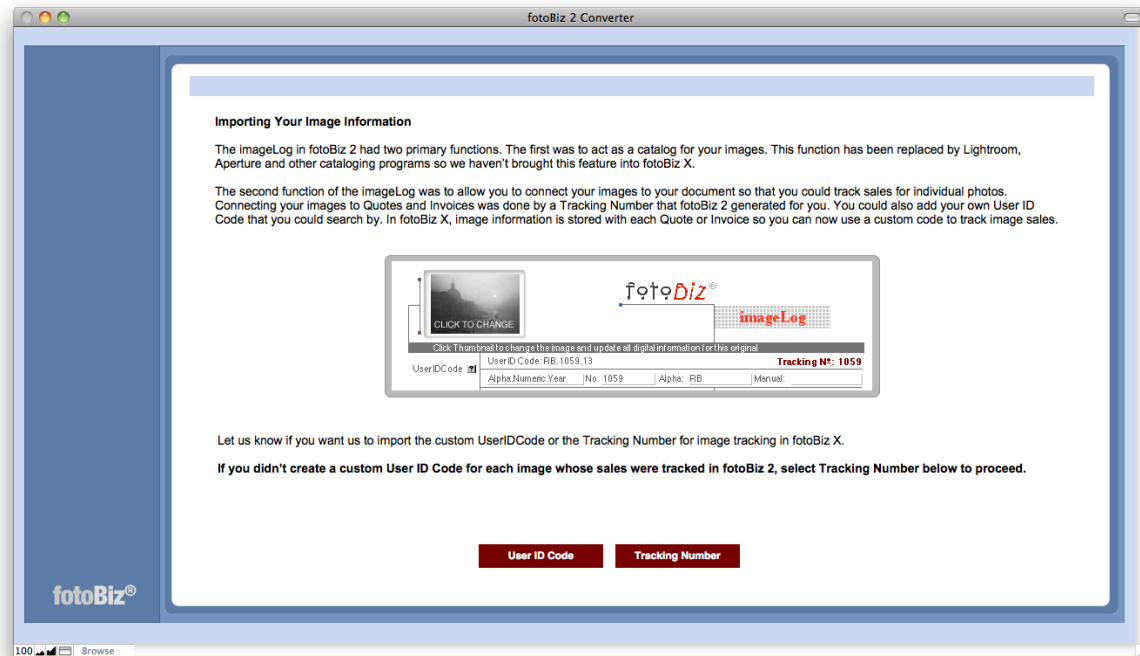 fotoBiz 2 Converter
Importing Your Image Information
The imageLog in fotoBiz 2 had two primary functions. The first was to act as a catalog for your images. This function has been replaced by Lightroom,
Aperture and other cataloging programs so we haven't brought this feature into fotoBiz X.
The second function of the imageLog was to allow you to connect your images to your document so that you could track sales for individual photos.
Connecting your images to Quotes and Invoices was done by a Tracking Number that fotoBiz 2 generated for you. You could also add your own User ID
Code that you could search by. In fotoBiz X, image information is stored with each Quote or Invoice so you can now use a custom code to track image sales.
CLICK TO CHANGE
fotoBiz®
imageLog
Click Thumbnail to change the image and update all digital information for this original
UserIDCode ?
UserID Code: RB.1059.13
Tracking Nº: 1059
Alpha.Numeric.Year No. 1059 Alpha: RB Manual:
Let us know if you want us to import the custom UserIDCode or the Tracking Number for image tracking in fotoBiz X.
If you didn't create a custom User ID Code for each image whose sales were tracked in fotoBiz 2, select Tracking Number below to proceed.
User ID Code Tracking Number
fotoBiz®
100 Browse